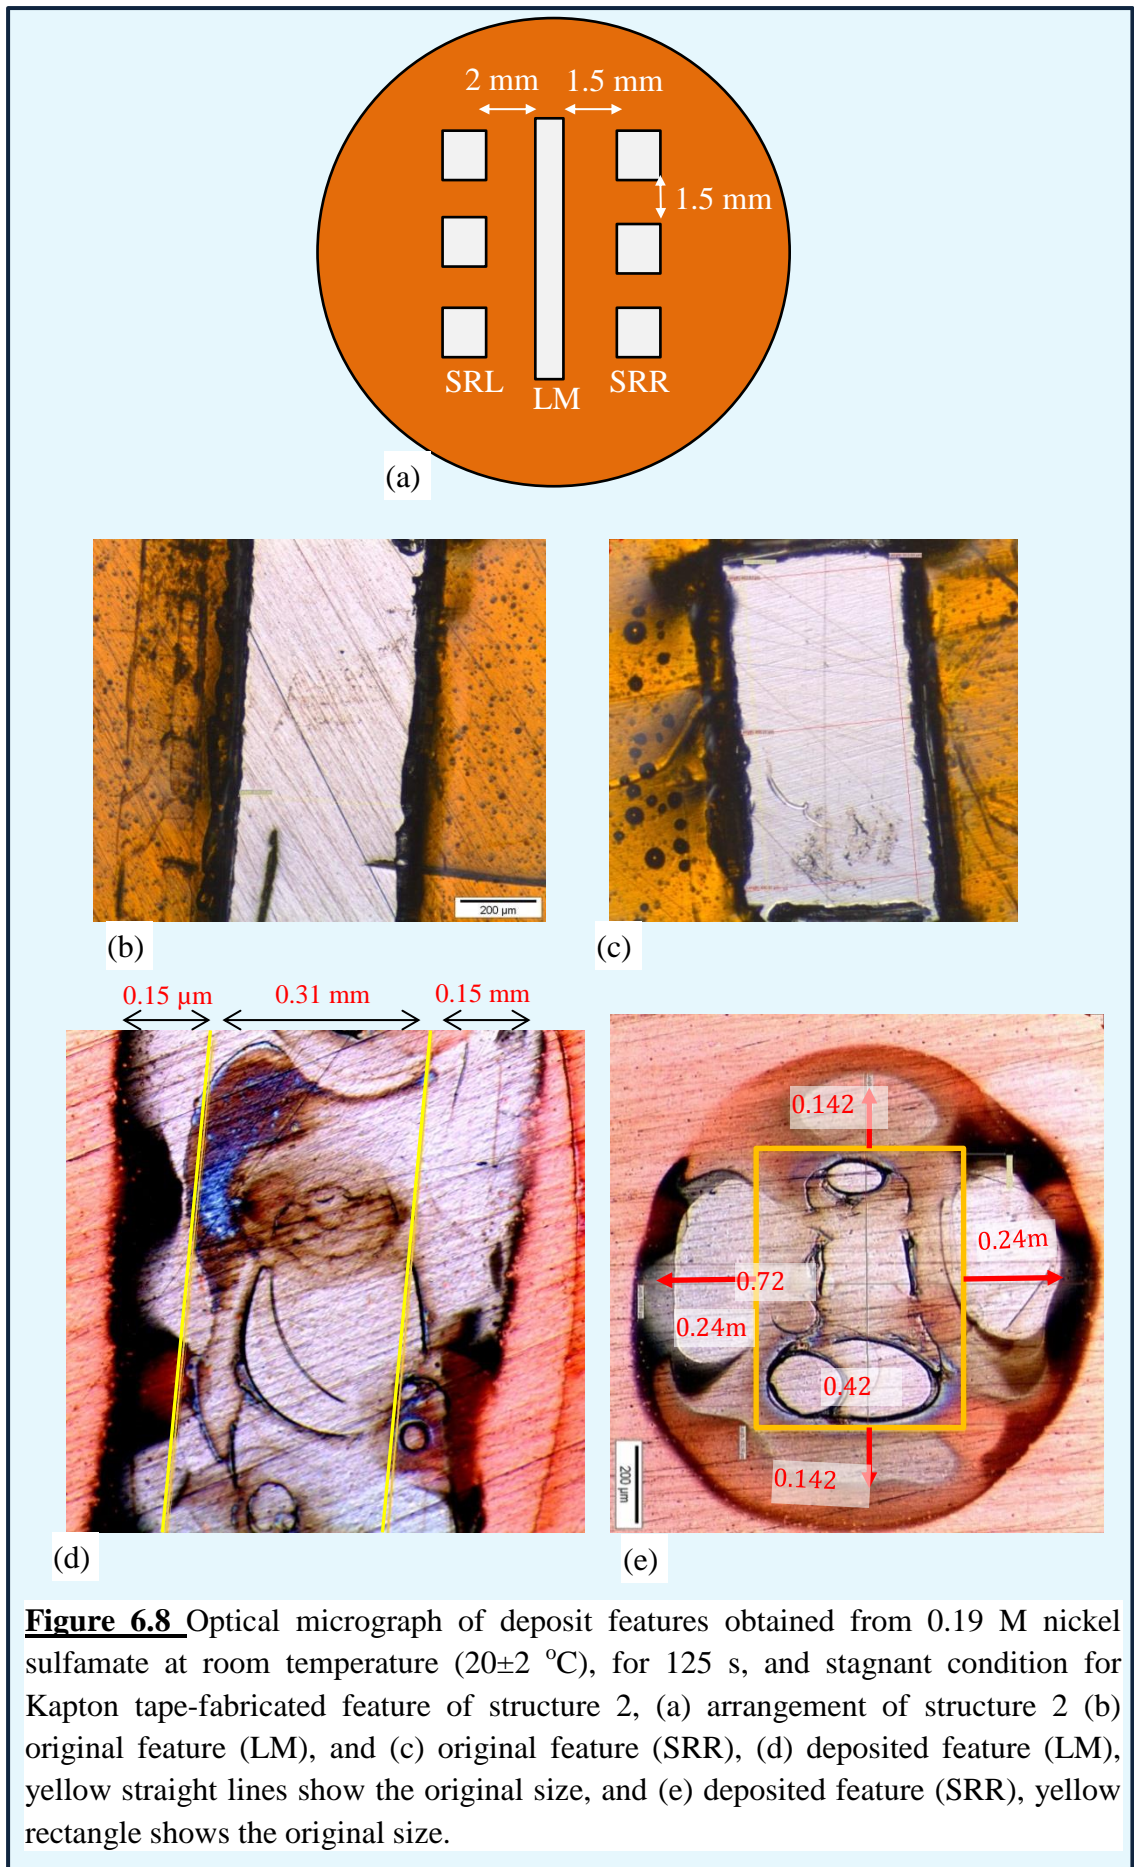 2 mm
1.5 mm
1.5 mm
SRL
LM
SRR
(a)
200 µm
(b)
(c)
0.15 µm
0.31 mm
0.15 mm
0.142
0.24m
0.72
0.24m
0.42
0.142
200 µm
(d)
(e)
Figure 6.8 Optical micrograph of deposit features obtained from 0.19 M nickel
sulfamate at room temperature (20±2 °C), for 125 s, and stagnant condition for
Kapton tape-fabricated feature of structure 2, (a) arrangement of structure 2 (b)
original feature (LM), and (c) original feature (SRR), (d) deposited feature (LM),
yellow straight lines show the original size, and (e) deposited feature (SRR), yellow
rectangle shows the original size.